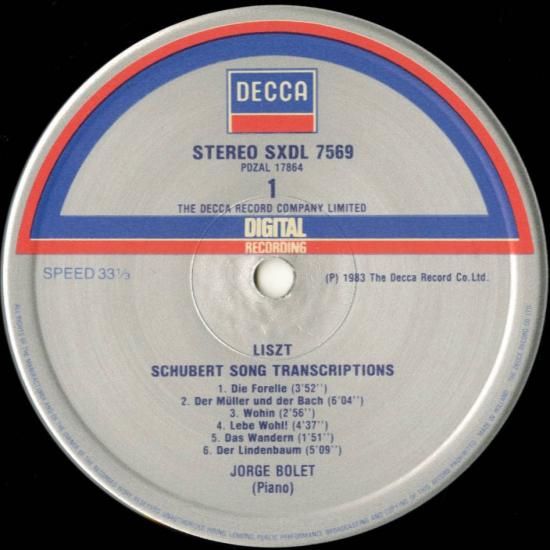 DECCA
STEREO SXDL 7569
PDZAL 17864
1
THE DECCA RECORD COMPANY LIMITED
DIGITAL
RECORDING
SPEED 33⅓
(P) 1983 The Decca Record Co.Ltd.
LISZT
SCHUBERT SONG TRANSCRIPTIONS
1. Die Forelle (3'52'')
2. Der Müller und der Bach (6'04'')
3. Wohin (2'56'')
4. Lebe Wohl! (4'37'')
5. Das Wandern (1'51'')
6. Der Lindenbaum (5'09'')
JORGE BOLET
(Piano)